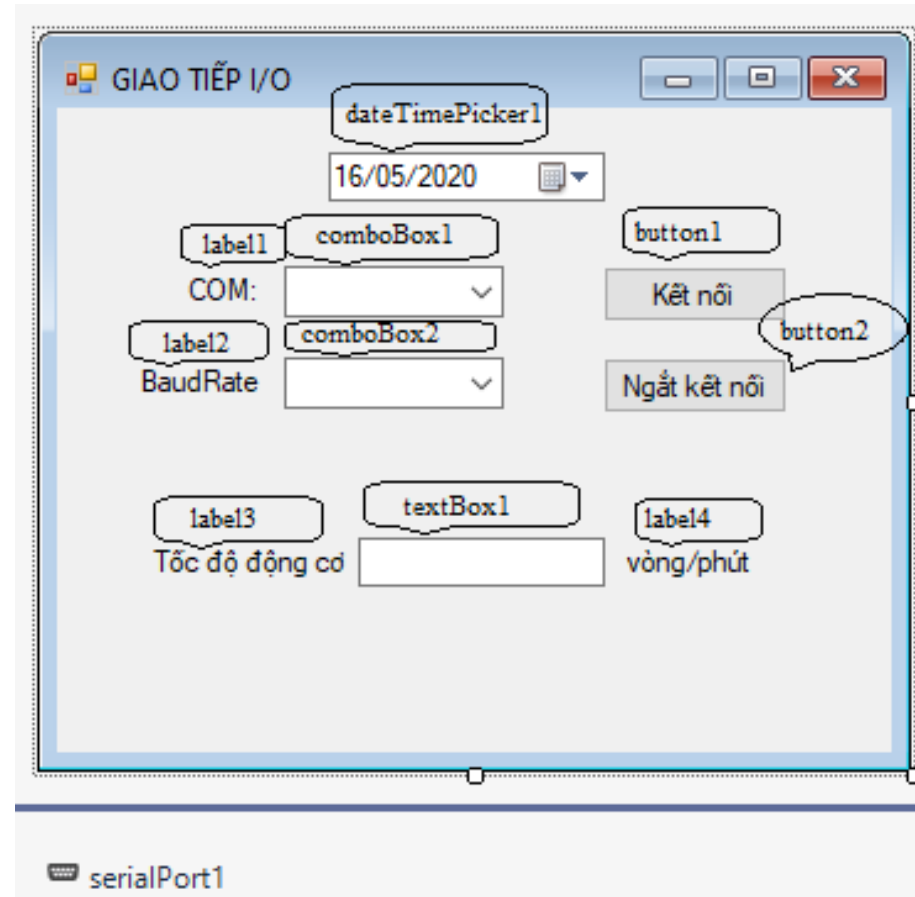 GIAO TIẾP I/O
dateTimePicker1
16/05/2020
label1
comboBox1
button1
COM:
Kết nối
label2
comboBox2
button2
BaudRate
Ngắt kết nối
label3
textBox1
label4
Tốc độ động cơ
vòng/phút
serialPort1